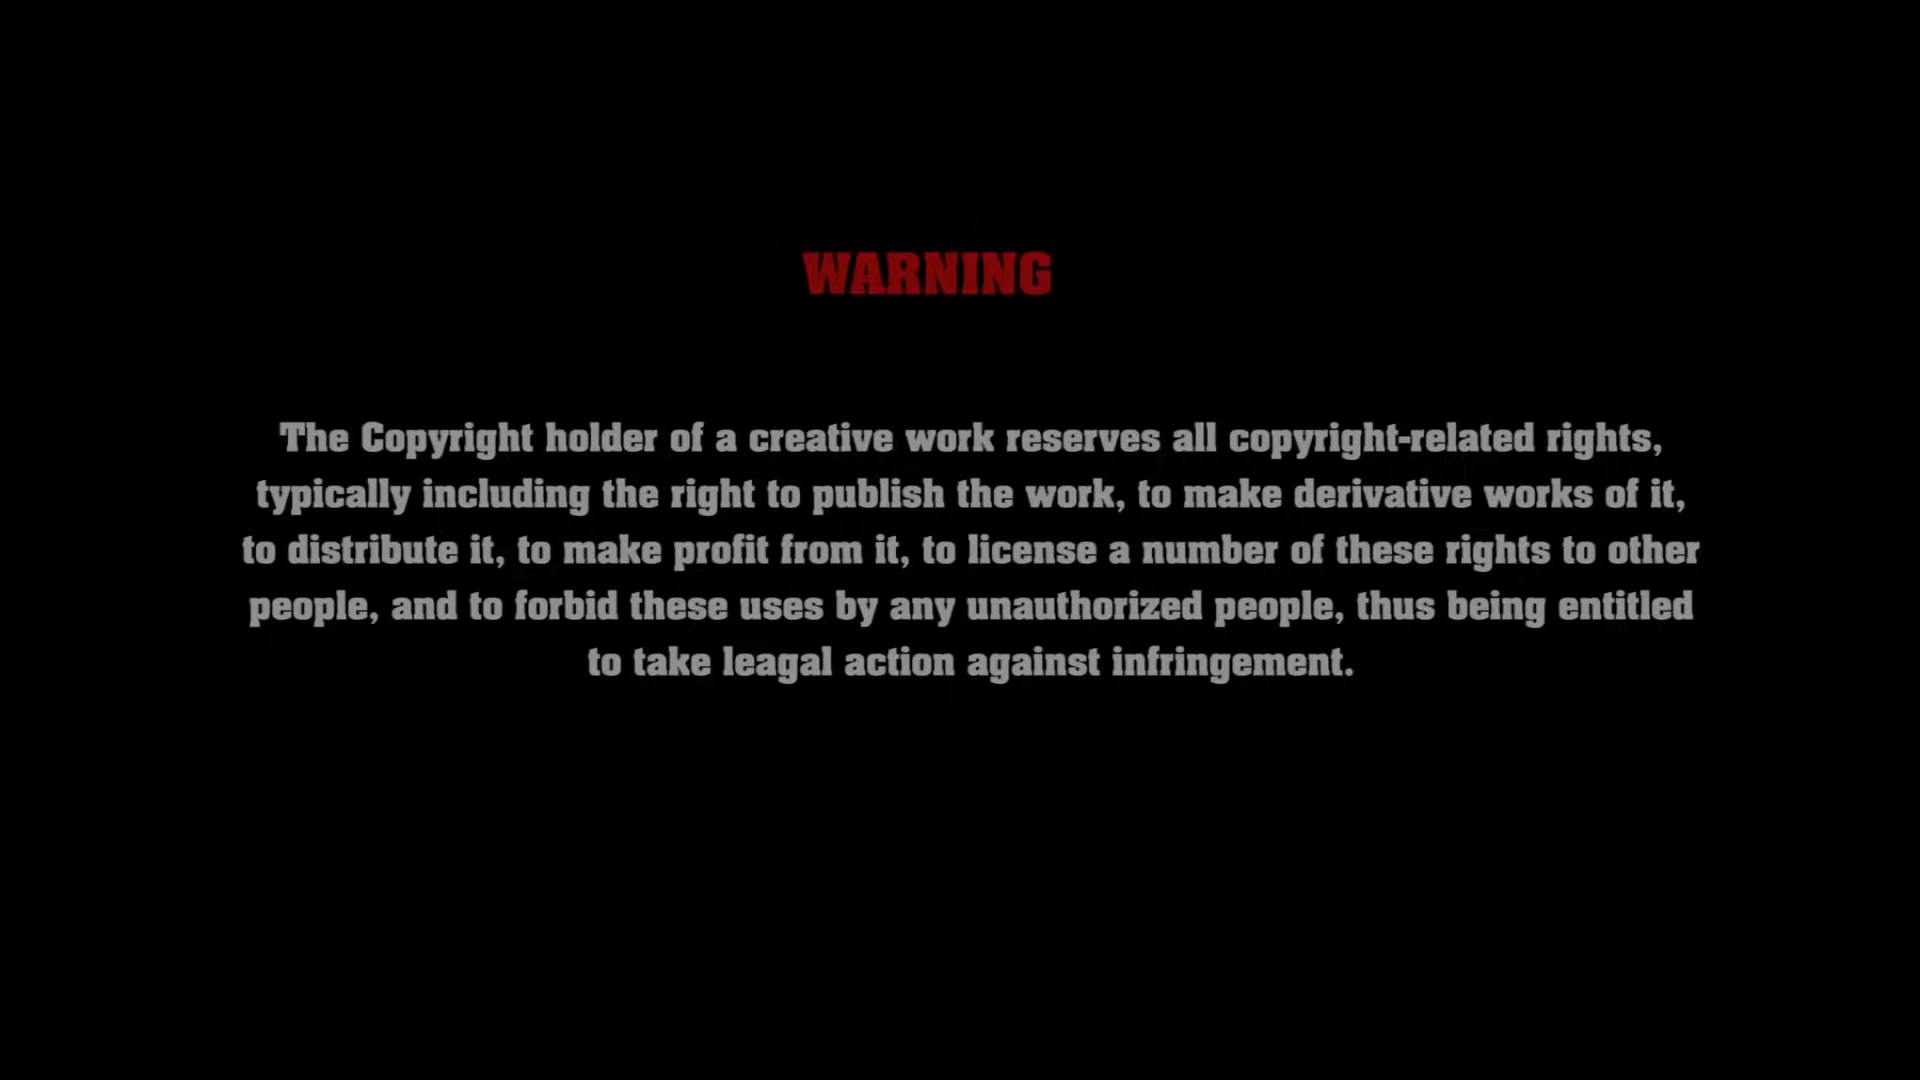 WARNING
The Copyright holder of a creative work reserves all copyright-related rights,
typically including the right to publish the work, to make derivative works of it,
to distribute it, to make profit from it, to license a number of these rights to other
people, and to forbid these uses by any unauthorized people, thus being entitled
to take leagal action against infringement.